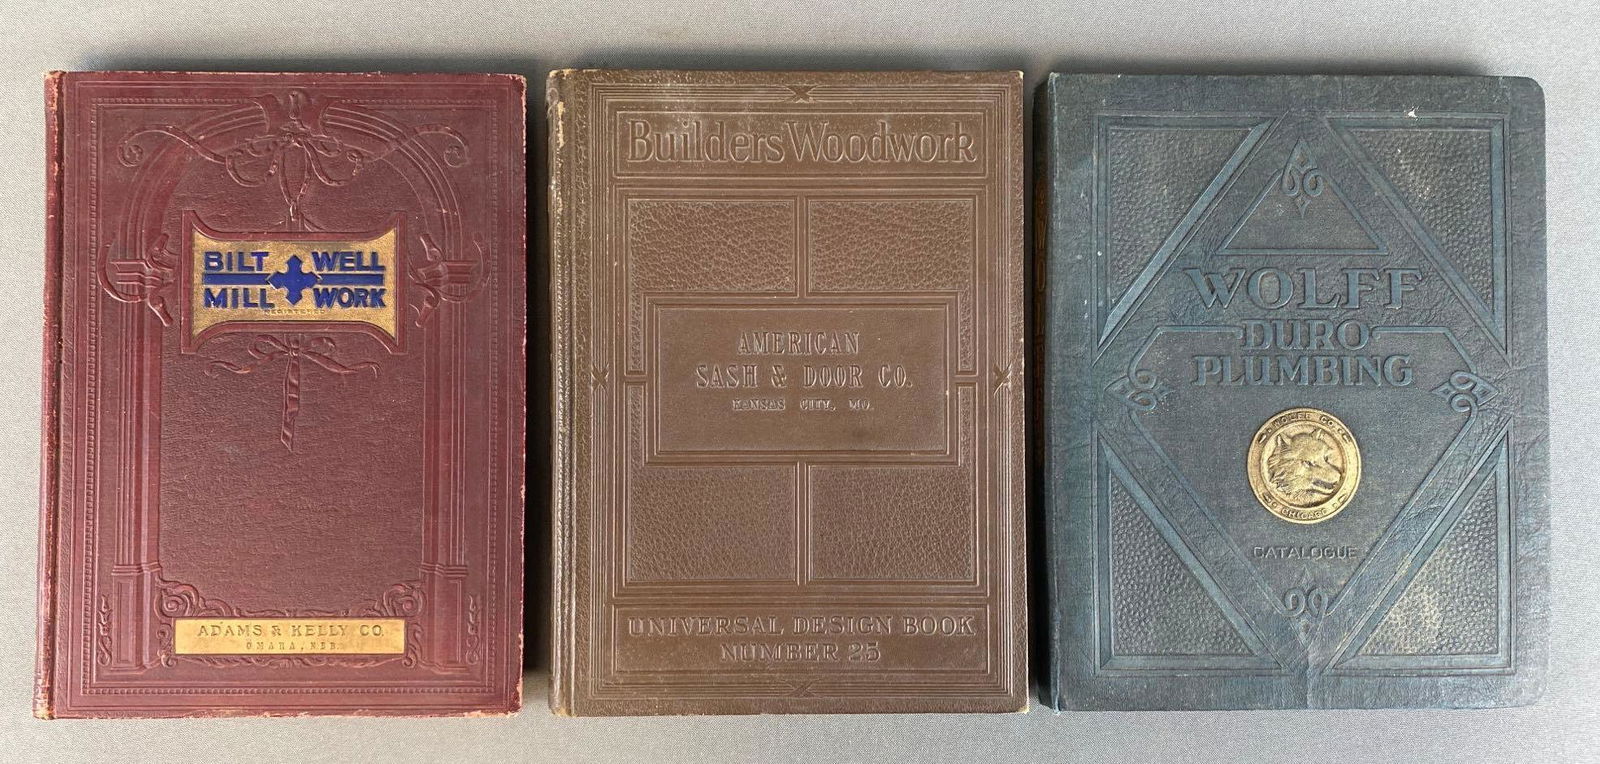 BILT WELL
MILL WORK
REGISTERED
ADAMS & KELLY CO.
OMAHA, NEB.
Builders Woodwork
AMERICAN
SASH & DOOR CO.
KANSAS CITY, MO.
UNIVERSAL DESIGN BOOK
NUMBER 25
WOLFF
DURO
PLUMBING
CHICAGO
CATALOGUE